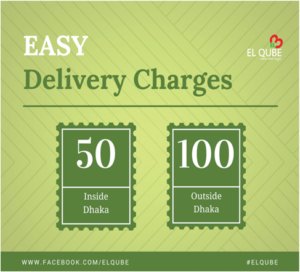 EASY
EL QUBE
Delivery Charges
50
Inside
Dhaka
100
Outside
Dhaka
WWW.FACEBOOK.COM/ELQUBE
#ELQUBE